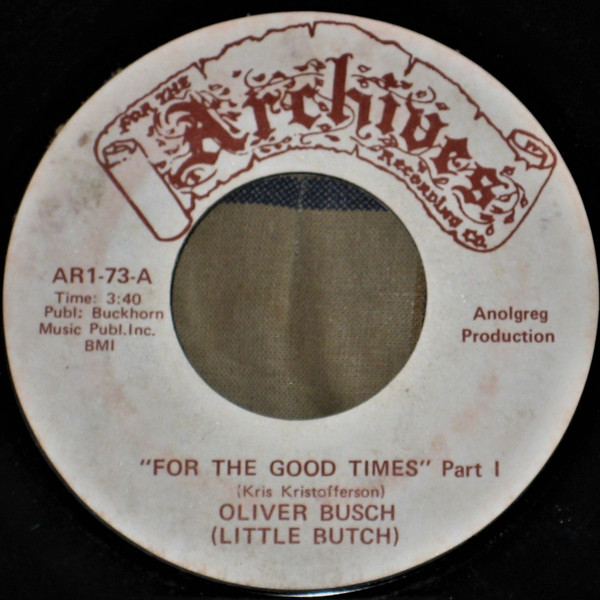 FOR THE
Archives
RECORDING CO.
AR1-73-A
Time: 3:40
Publ: Buckhorn
Music Publ.Inc.
BMI
Anolgreg
Production
"FOR THE GOOD TIMES" Part I
(Kris Kristofferson)
OLIVER BUSCH
(LITTLE BUTCH)